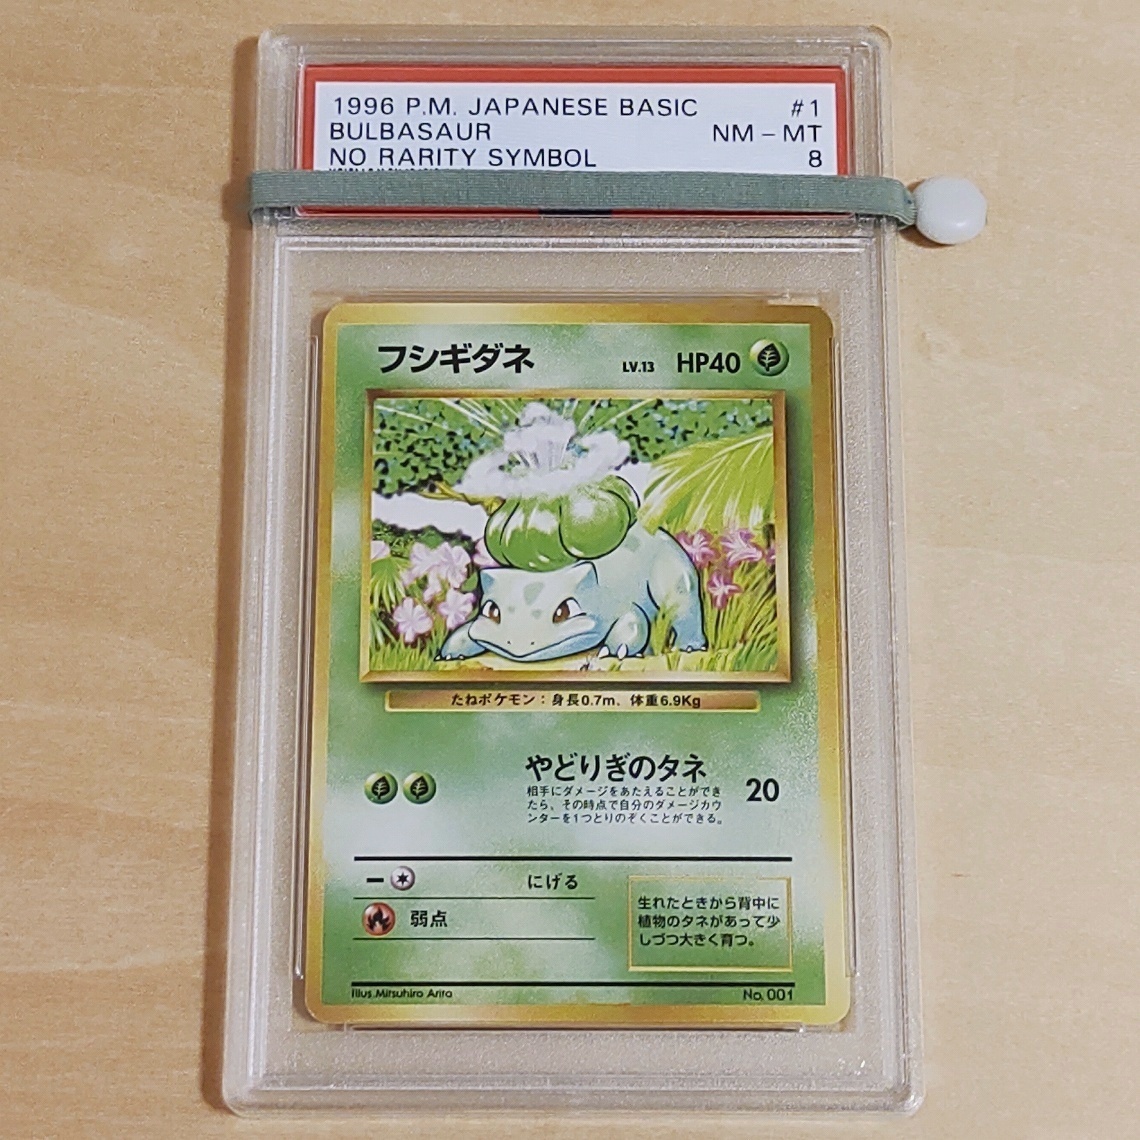 1996 P.M. JAPANESE BASIC #1
BULBASAUR NM – MT
NO RARITY SYMBOL 8
フシギダネ LV.13 HP40
たねポケモン：身長0.7m、体重6.9Kg
やどりぎのタネ 20
相手にダメージをあたえることができ
たら、その時点で自分のダメージカウ
ンターを1つとりのぞくことができる。
にげる
弱点
生れたときから背中に
植物のタネがあって少
しづつ大きく育つ。
Illus.Mitsuhiro Arita No. 001